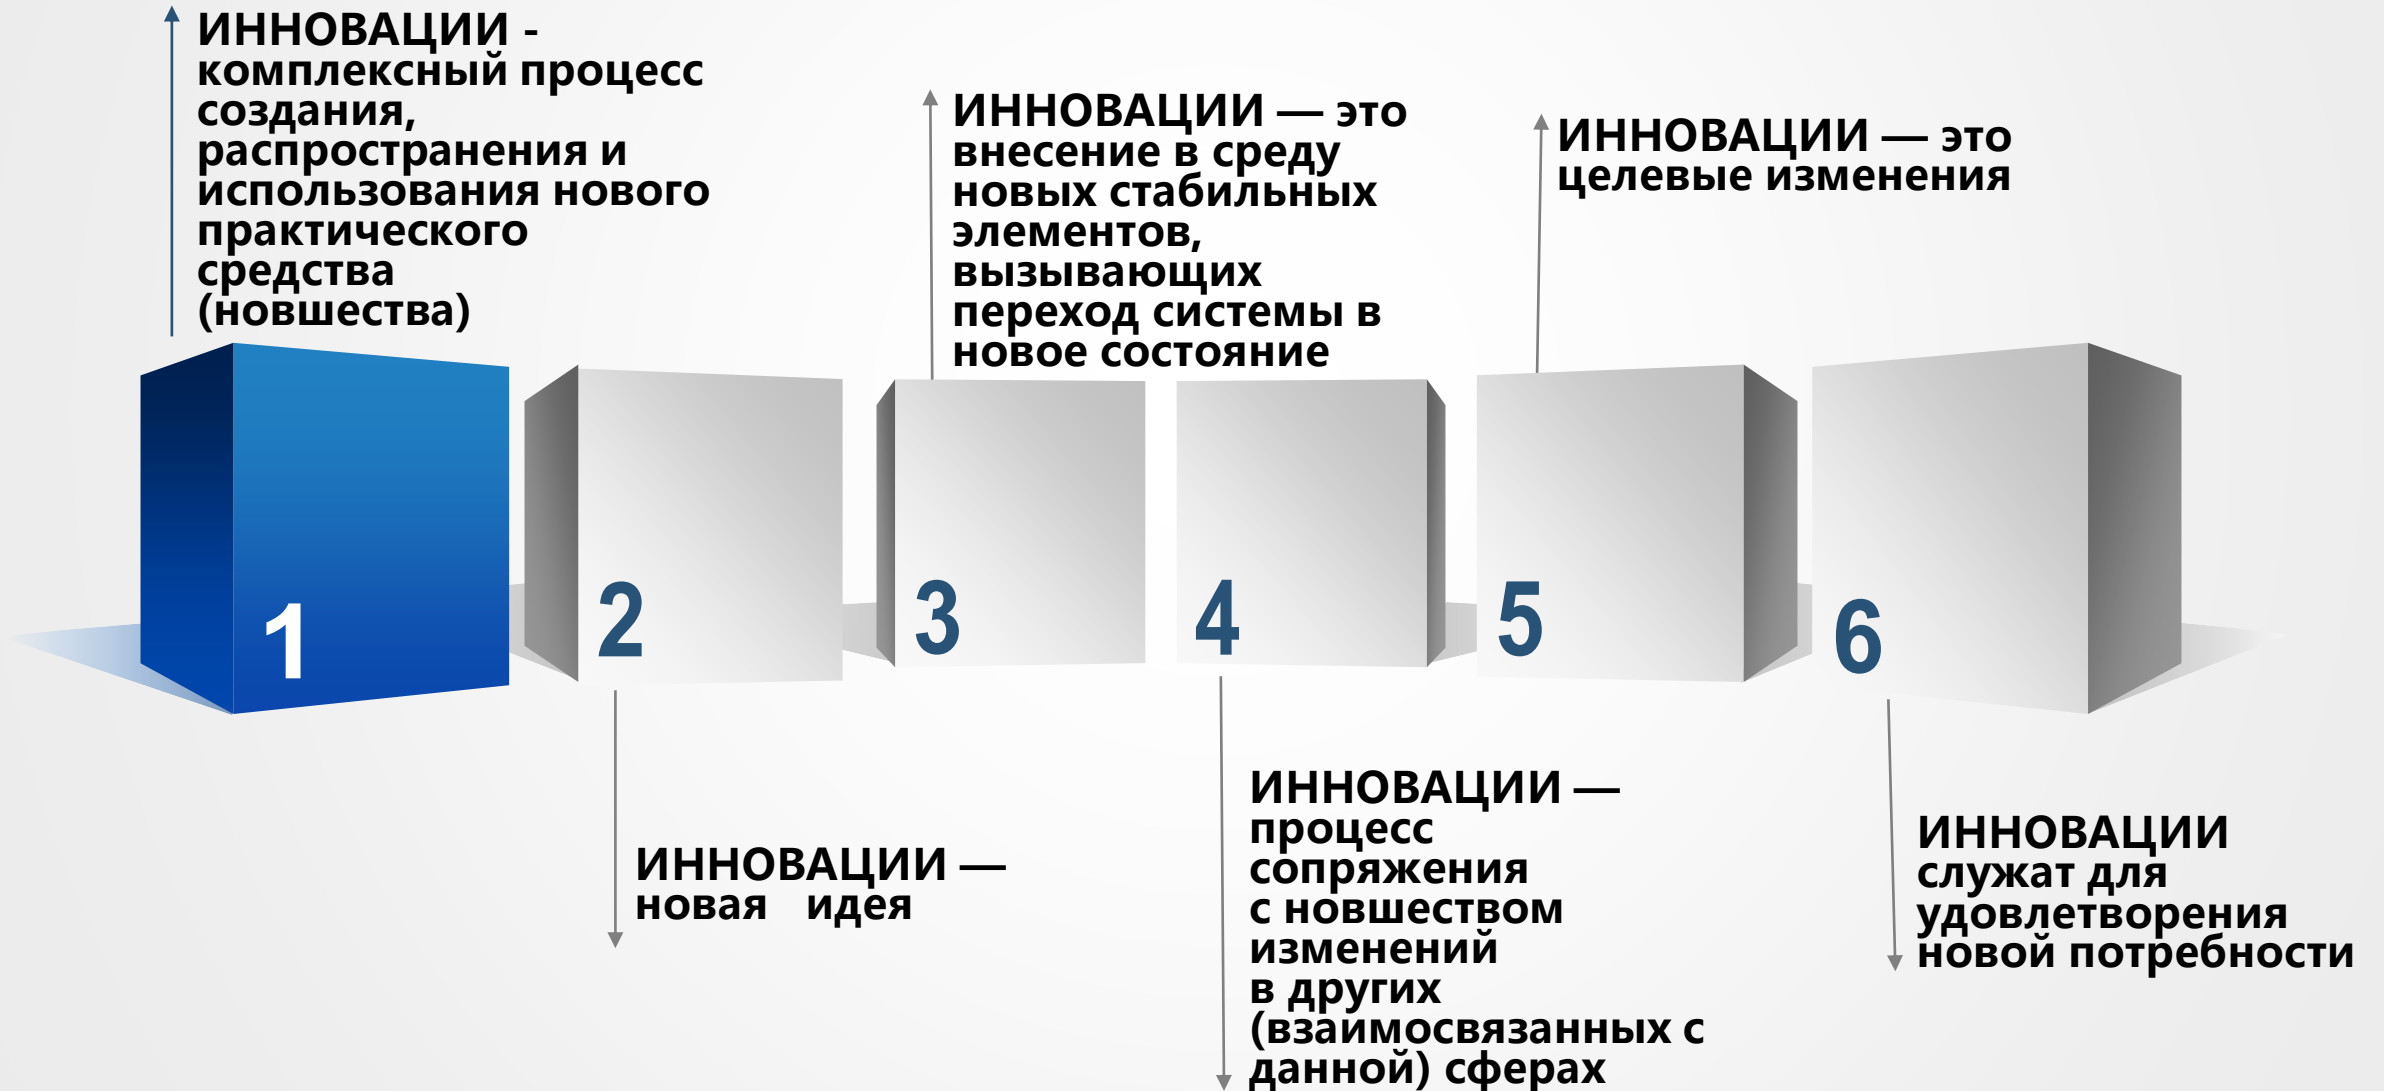 ИННОВАЦИИ -
комплексный процесс
создания,
распространения и
использования нового
практического
средства
(новшества)
ИННОВАЦИИ — это
внесение в среду
новых стабильных
элементов,
вызывающих
переход системы в
новое состояние
ИННОВАЦИИ — это
целевые изменения
1
2
3
4
5
6
ИННОВАЦИИ —
новая идея
ИННОВАЦИИ —
процесс
сопряжения
с новшеством
изменений
в других
(взаимосвязанных с
данной) сферах
ИННОВАЦИИ
служат для
удовлетворения
новой потребности